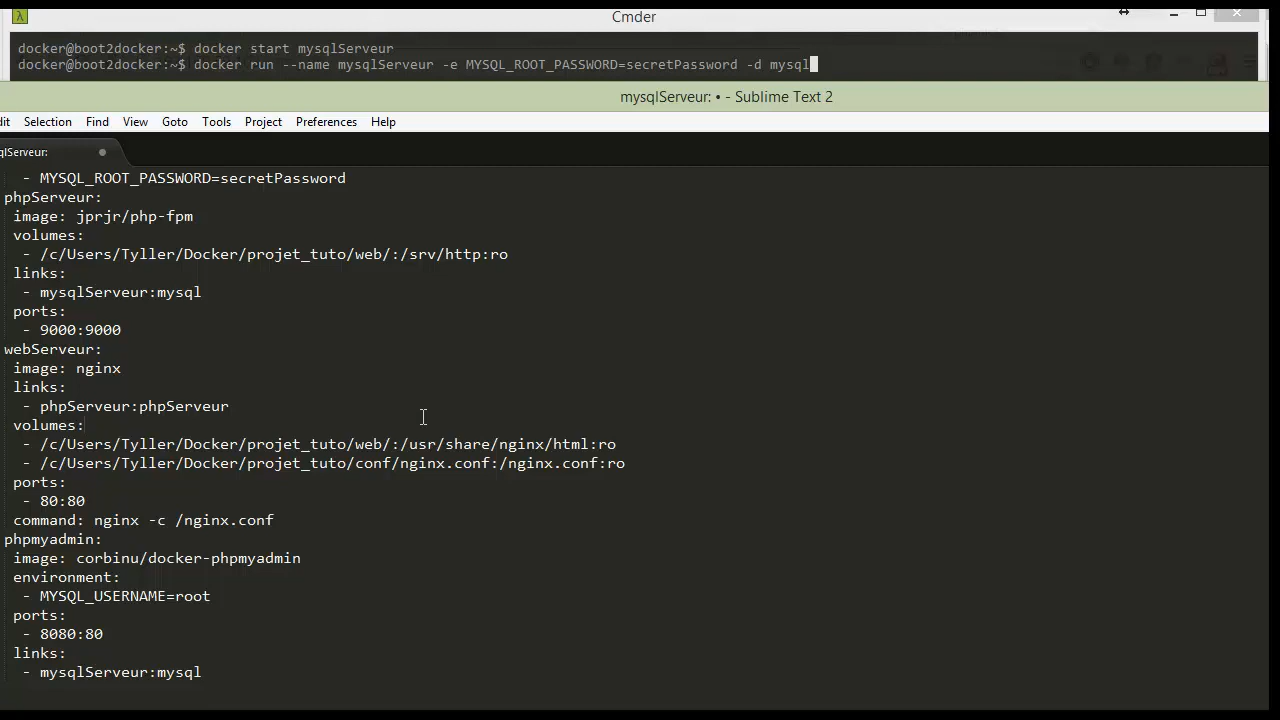 Cmder
docker@boot2docker:~$ docker start mysqlServeur
docker@boot2docker:~$ docker run --name mysqlServeur -e MYSQL_ROOT_PASSWORD=secretPassword -d mysql
mysqlServeur: • - Sublime Text 2
dit Selection Find View Goto Tools Project Preferences Help
qlServeur:
- MYSQL_ROOT_PASSWORD=secretPassword
phpServeur:
image: jprjr/php-fpm
volumes:
- /c/Users/Tyller/Docker/projet_tuto/web/:/srv/http:ro
links:
- mysqlServeur:mysql
ports:
- 9000:9000
webServeur:
image: nginx
links:
- phpServeur:phpServeur
volumes:
- /c/Users/Tyller/Docker/projet_tuto/web/:/usr/share/nginx/html:ro
- /c/Users/Tyller/Docker/projet_tuto/conf/nginx.conf:/nginx.conf:ro
ports:
- 80:80
command: nginx -c /nginx.conf
phpmyadmin:
image: corbinu/docker-phpmyadmin
environment:
- MYSQL_USERNAME=root
ports:
- 8080:80
links:
- mysqlServeur:mysql